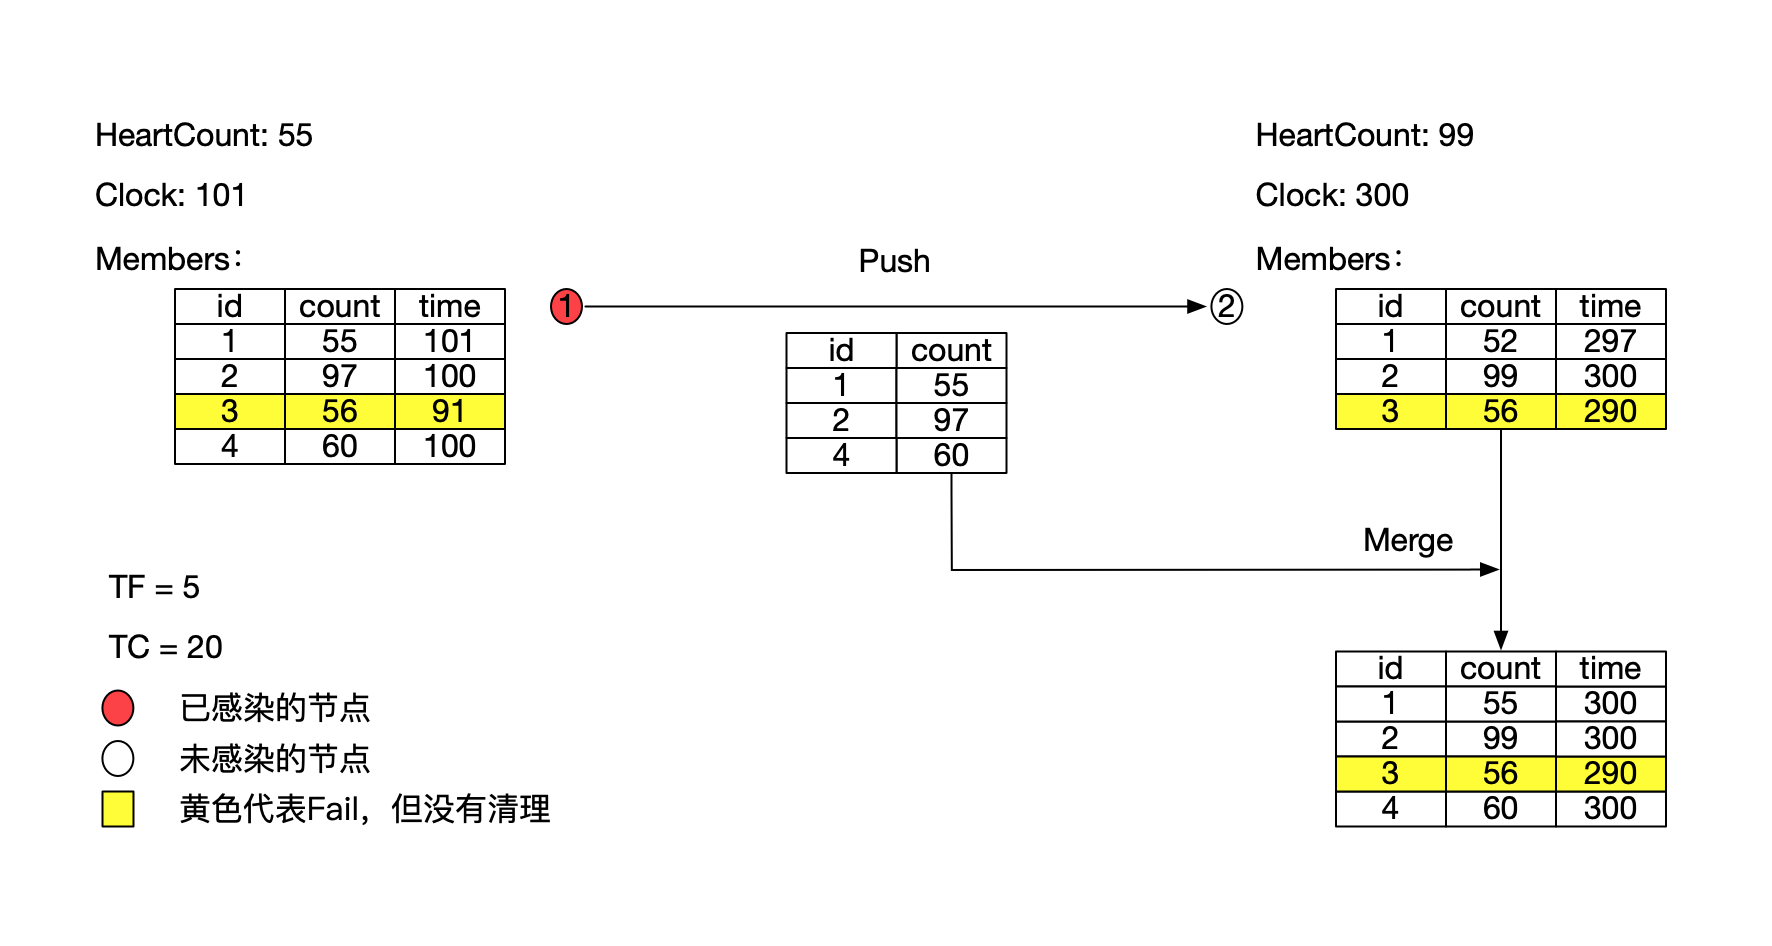 HeartCount: 55
Clock: 101
Members：
id count time
1 55 101
2 97 100
3 56 91
4 60 100
1
Push
2
id count
1 55
2 97
4 60
HeartCount: 99
Clock: 300
Members：
id count time
1 52 297
2 99 300
3 56 290
Merge
id count time
1 55 300
2 99 300
3 56 290
4 60 300
TF = 5
TC = 20
已感染的节点
未感染的节点
黄色代表Fail，但没有清理